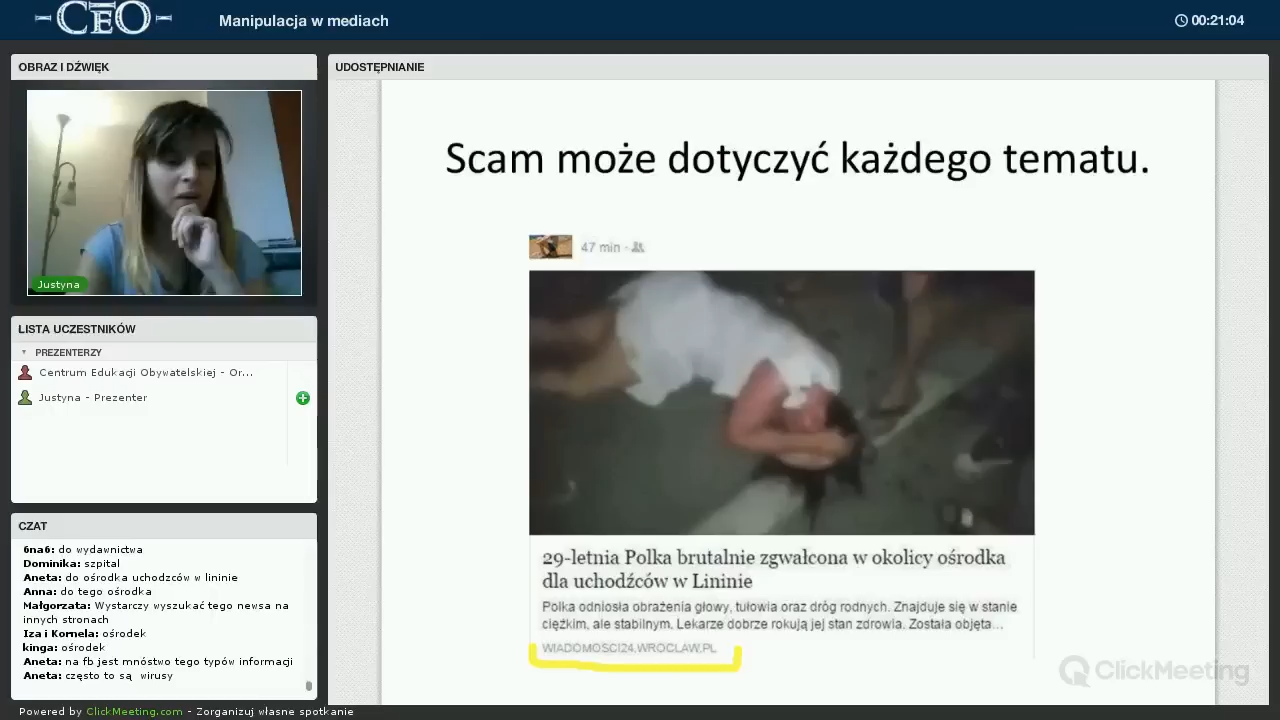 CEO
Manipulacja w mediach
00:21:04
OBRAZ I DŹWIĘK
Justyna
LISTA UCZESTNIKÓW
PREZENTERZY
Centrum Edukacji Obywatelskiej - Or...
Justyna - Prezenter
CZAT
6na6: do wydawnictwa
Dominika: szpital
Aneta: do ośrodka uchodzców w lininie
Anna: do tego ośrodka
Małgorzata: Wystarczy wyszukać tego newsa na
innych stronach
Iza i Kornela: ośrodek
kinga: ośrodek
Aneta: na fb jest mnóstwo tego typów informacji
Aneta: często to są wirusy
UDOSTĘPNIANIE
Scam może dotyczyć każdego tematu.
47 min ·
29-letnia Polka brutalnie zgwałcona w okolicy ośrodka
dla uchodźców w Lininie
Polka odniosła obrażenia głowy, tułowia oraz dróg rodnych. Znajduje się w stanie
ciężkim, ale stabilnym. Lekarze dobrze rokują jej stan zdrowia. Została objęta...
WIADOMOSCI24.WROCLAW.PL
ClickMeeting
Powered by ClickMeeting.com - Zorganizuj własne spotkanie